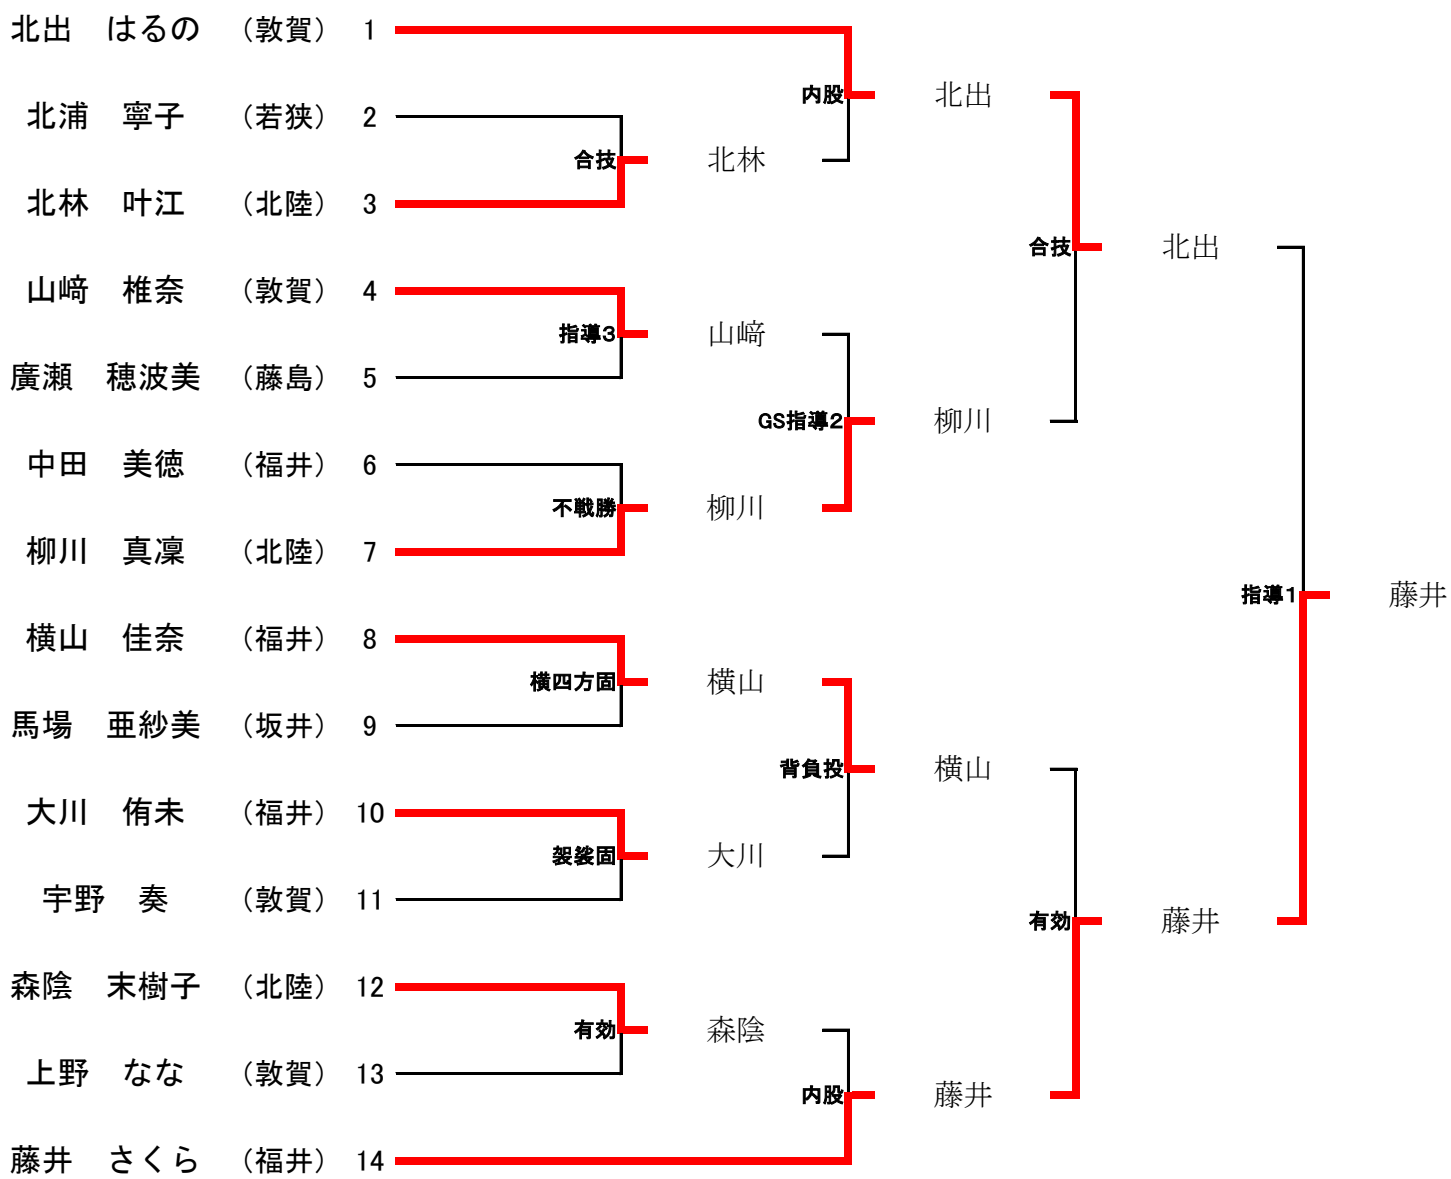 北出　はるの　（敦賀）　1
内股　北出
北浦　寧子　（若狭）　2
合技　北林
北林　叶江　（北陸）　3
合技　北出
山﨑　椎奈　（敦賀）　4
指導3　山﨑
廣瀬　穂波美　（藤島）　5
GS指導2　柳川
中田　美徳　（福井）　6
不戦勝　柳川
柳川　真凜　（北陸）　7
指導1　藤井
横山　佳奈　（福井）　8
横四方固　横山
馬場　亜紗美　（坂井）　9
背負投　横山
大川　侑未　（福井）　10
袈裟固　大川
宇野　奏　（敦賀）　11
有効　藤井
森陰　末樹子　（北陸）　12
有効　森陰
上野　なな　（敦賀）　13
内股　藤井
藤井　さくら　（福井）　14